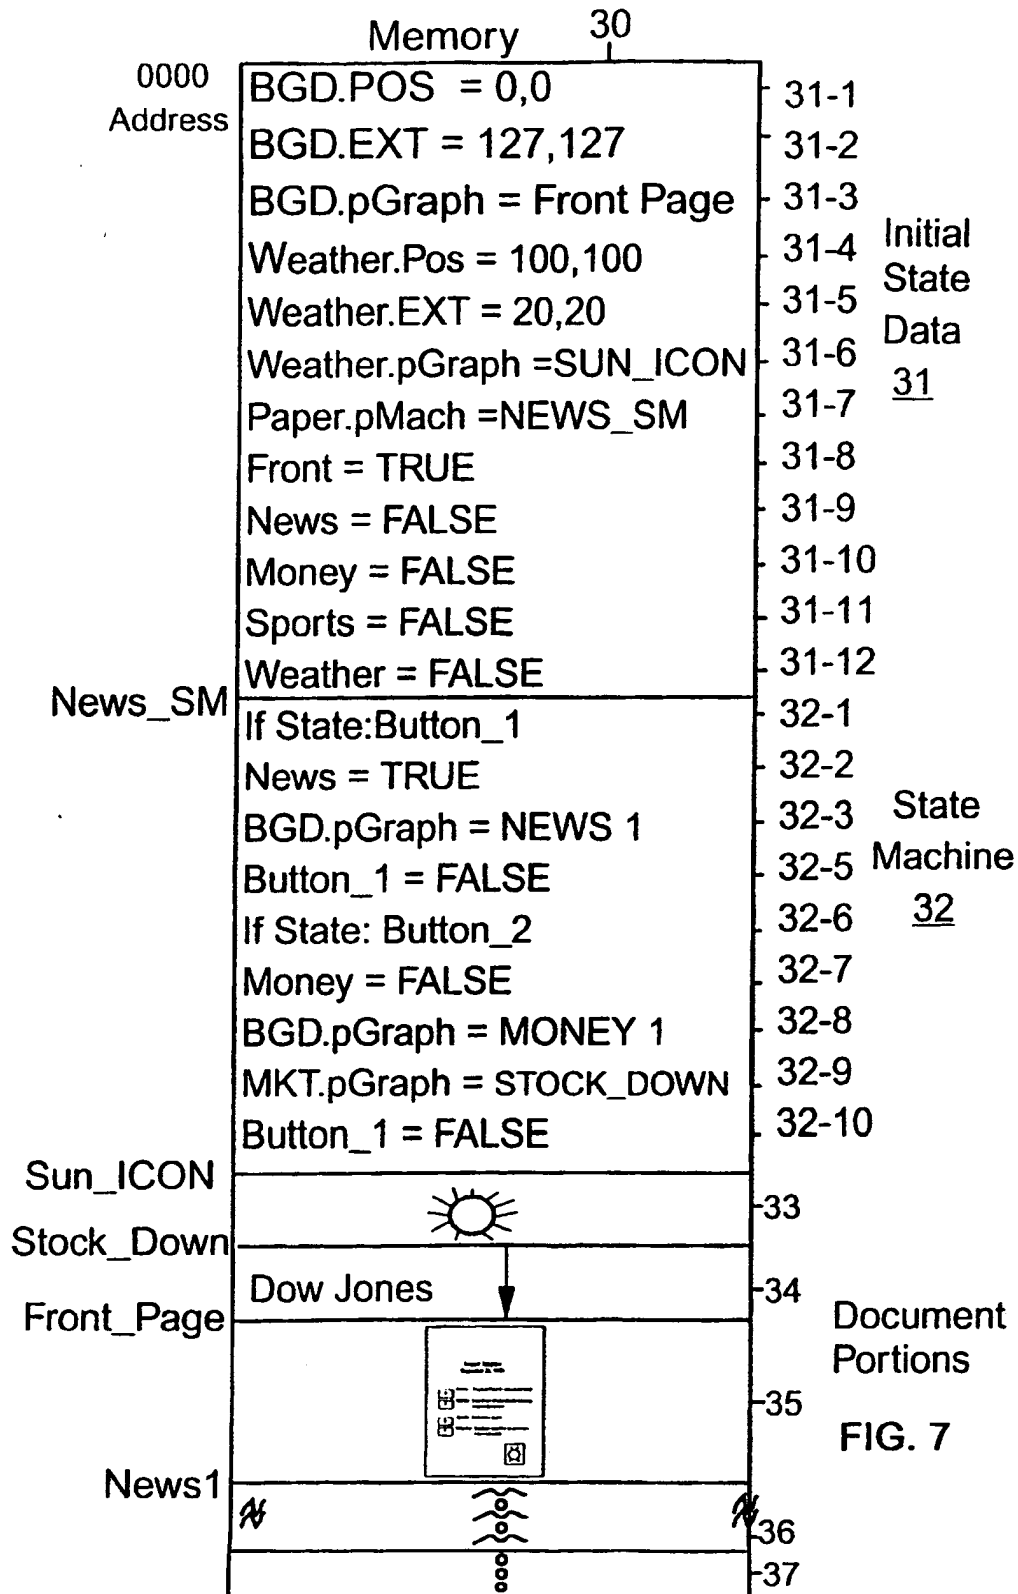 Memory 30
0000
Address
BGD.POS = 0,0 31-1
BGD.EXT = 127,127 31-2
BGD.pGraph = Front Page 31-3
Weather.Pos = 100,100 31-4
Weather.EXT = 20,20 31-5
Weather.pGraph =SUN_ICON 31-6
Paper.pMach =NEWS_SM 31-7
Front = TRUE 31-8
News = FALSE 31-9
Money = FALSE 31-10
Sports = FALSE 31-11
Weather = FALSE 31-12
Initial
State
Data
31
News_SM
If State:Button_1 32-1
News = TRUE 32-2
BGD.pGraph = NEWS 1 32-3
Button_1 = FALSE 32-5
If State: Button_2 32-6
Money = FALSE 32-7
BGD.pGraph = MONEY 1 32-8
MKT.pGraph = STOCK_DOWN 32-9
Button_1 = FALSE 32-10
State
Machine
32
Sun_ICON
33
Stock_Down
Dow Jones 34
Front_Page
35
Document
Portions
FIG. 7
News1
36
37